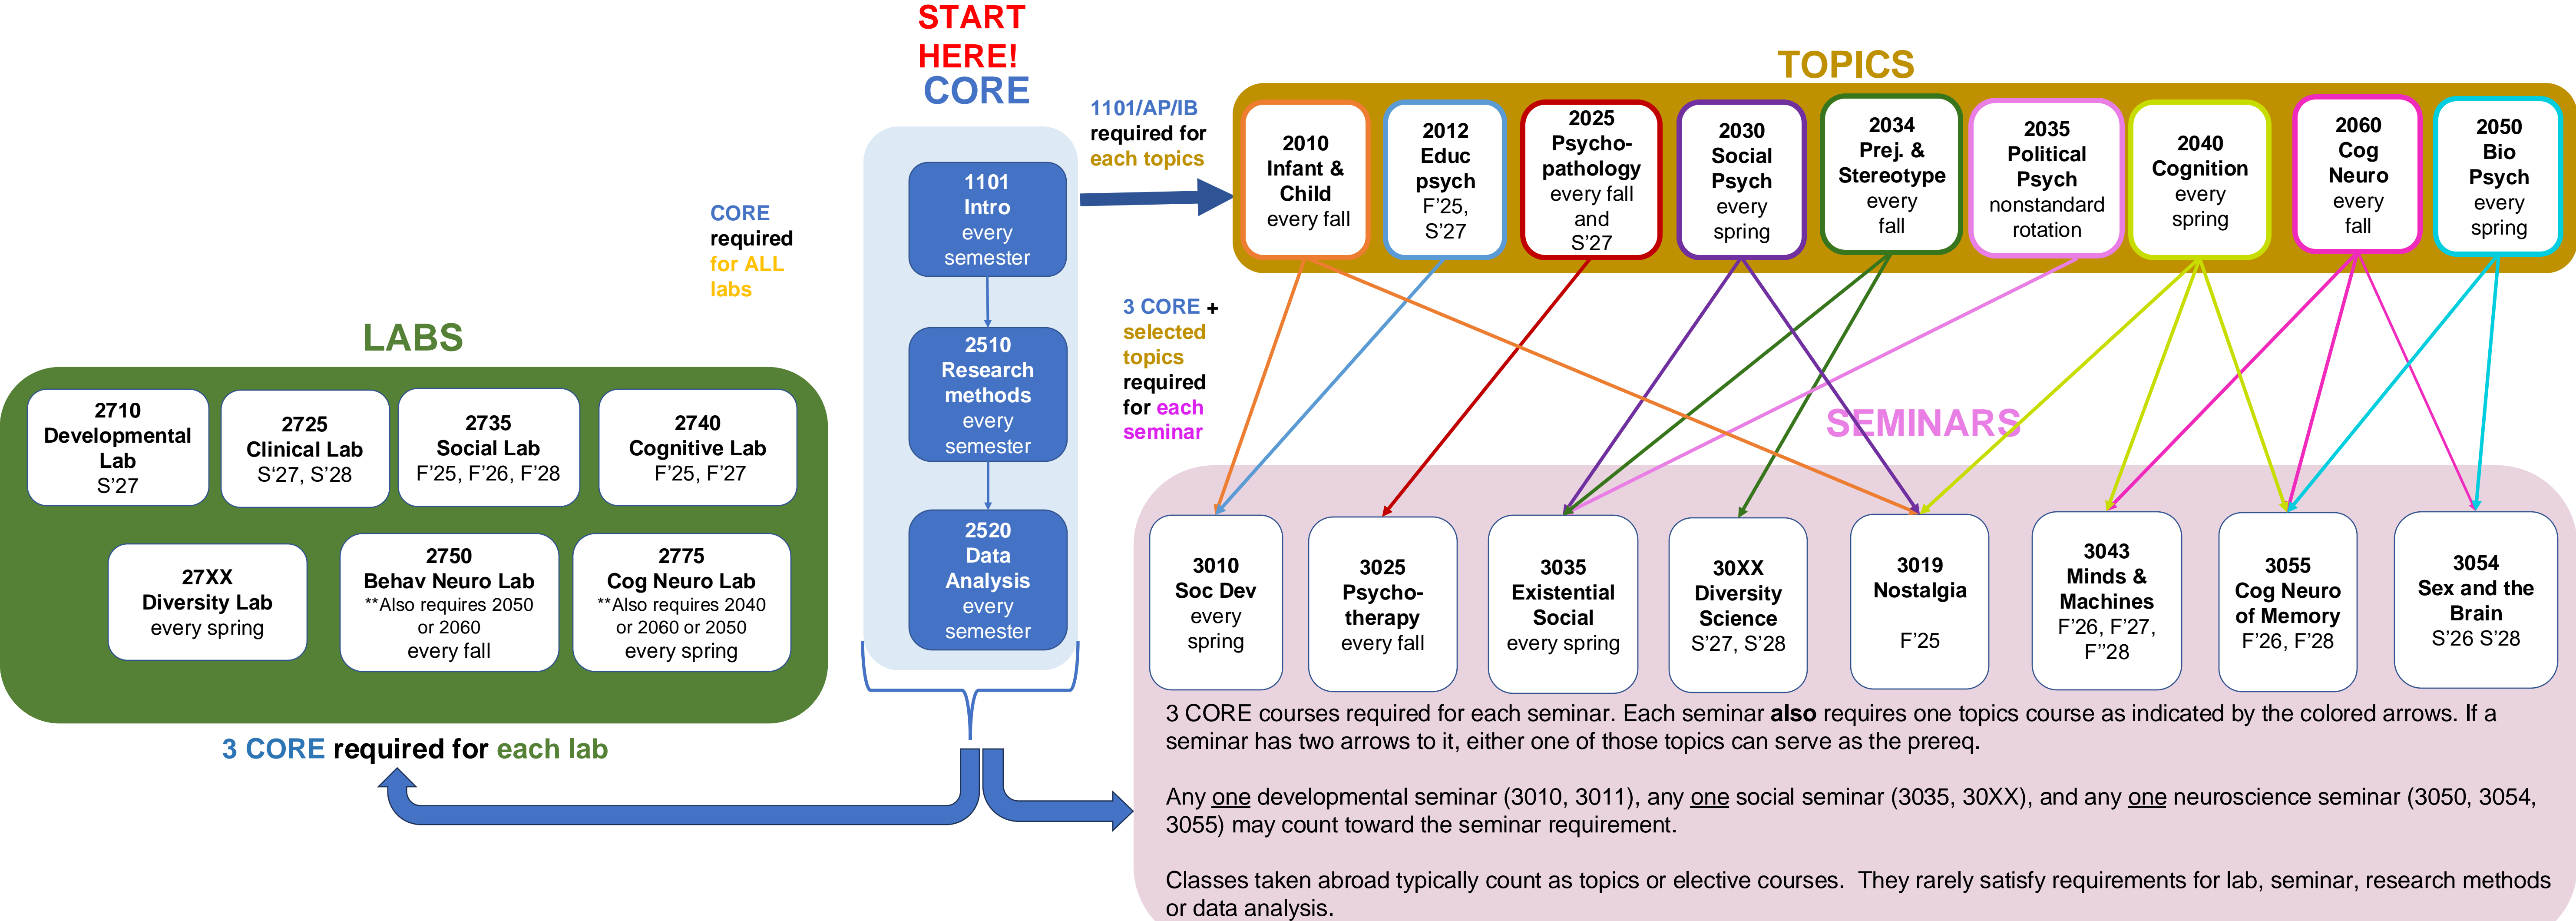 START
HERE!
CORE
1101
Intro
every
semester
2510
Research
methods
every
semester
2520
Data
Analysis
every
semester
CORE
required
for ALL
labs
LABS
2710
Developmental
Lab
S'27
2725
Clinical Lab
S‘27, S’28
2735
Social Lab
F’25, F’26, F’28
2740
Cognitive Lab
F’25, F’27
27XX
Diversity Lab
every spring
2750
Behav Neuro Lab
**Also requires 2050
or 2060
every fall
2775
Cog Neuro Lab
**Also requires 2040
or 2060 or 2050
every spring
3 CORE required for each lab
1101/AP/IB
required for
each topics
TOPICS
2010
Infant &
Child
every fall
2012
Educ
psych
F’25,
S’27
2025
Psycho-
pathology
every fall
and
S’27
2030
Social
Psych
every
spring
2034
Prej. &
Stereotype
every
fall
2035
Political
Psych
nonstandard
rotation
2040
Cognition
every
spring
2060
Cog
Neuro
every
fall
2050
Bio
Psych
every
spring
3 CORE +
selected
topics
required
for each
seminar
SEMINARS
3010
Soc Dev
every
spring
3025
Psycho-
therapy
every fall
3035
Existential
Social
every spring
30XX
Diversity
Science
S’27, S’28
3019
Nostalgia
F’25
3043
Minds &
Machines
F’26, F’27,
F’’28
3055
Cog Neuro
of Memory
F’26, F’28
3054
Sex and the
Brain
S’26 S’28
3 CORE courses required for each seminar. Each seminar also requires one topics course as indicated by the colored arrows. If a
seminar has two arrows to it, either one of those topics can serve as the prereq.
Any one developmental seminar (3010, 3011), any one social seminar (3035, 30XX), and any one neuroscience seminar (3050, 3054,
3055) may count toward the seminar requirement.
Classes taken abroad typically count as topics or elective courses.  They rarely satisfy requirements for lab, seminar, research methods
or data analysis.